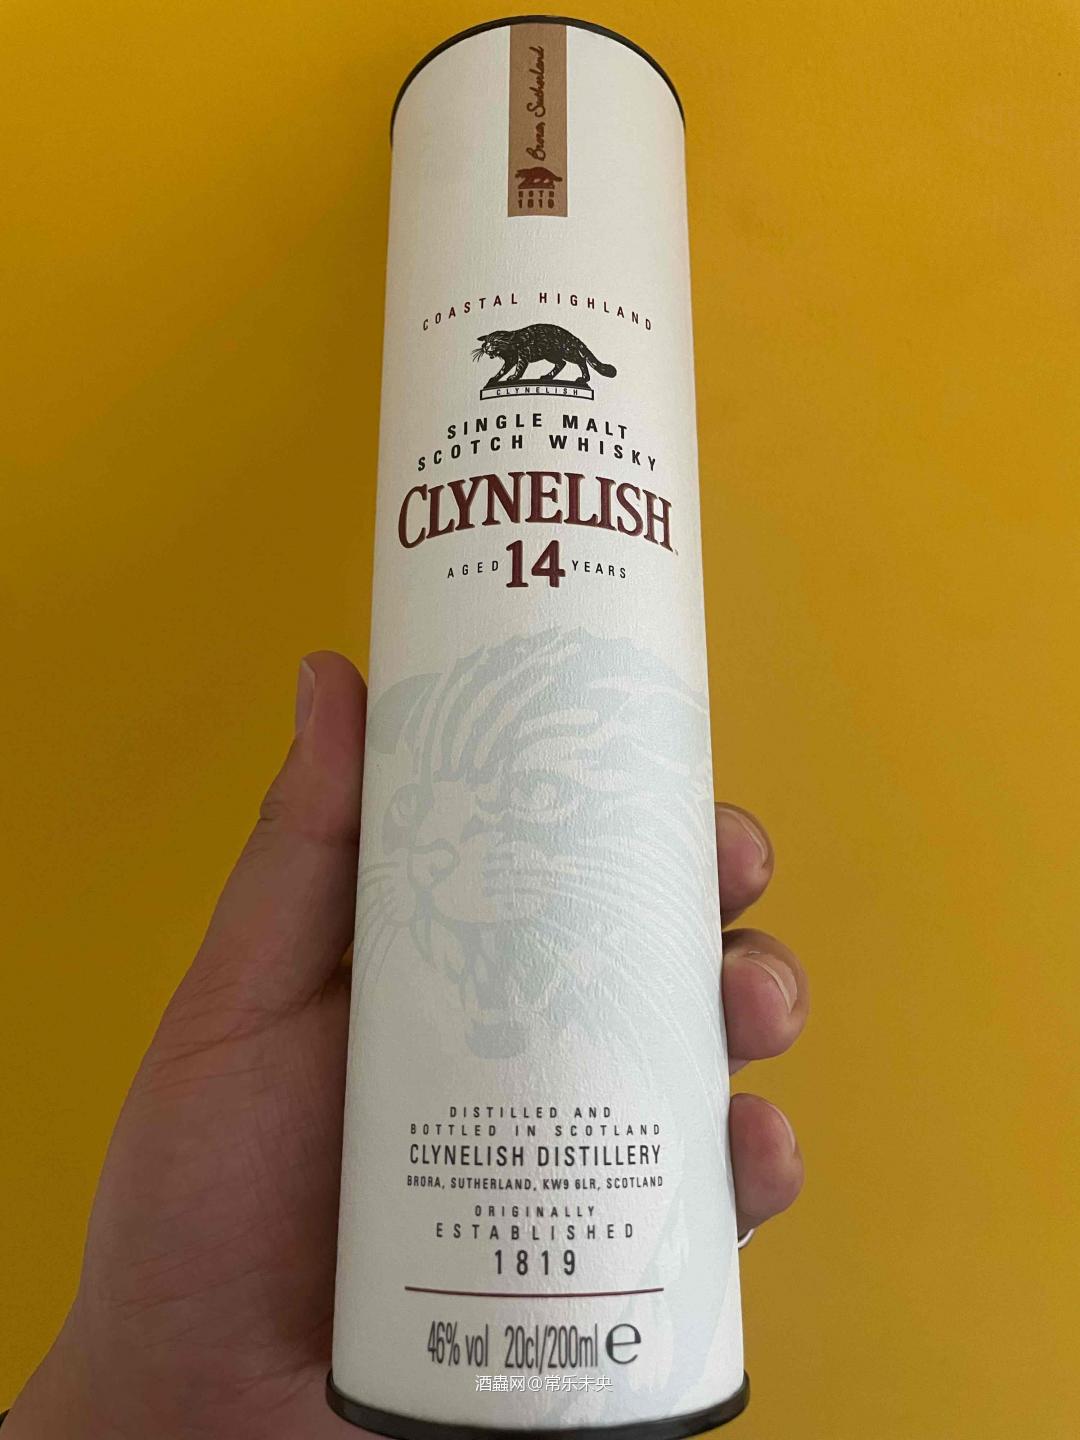 Brora Sutherland
ESTD
1819
COASTAL HIGHLAND
CLYNELISH
SINGLE MALT
SCOTCH WHISKY
CLYNELISH
AGED 14 YEARS
DISTILLED AND
BOTTLED IN SCOTLAND
CLYNELISH DISTILLERY
BRORA, SUTHERLAND, KW9 6LR, SCOTLAND
ORIGINALLY
ESTABLISHED
1819
46% vol 20cl/200ml e
酒蟲网@常乐未央